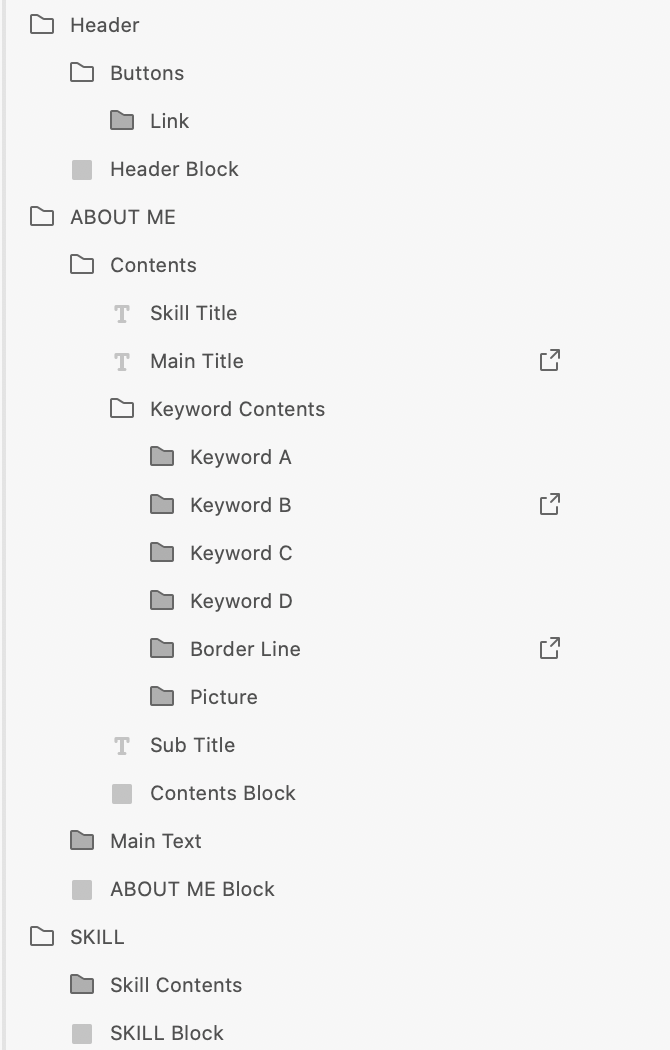 Header
Buttons
Link
Header Block
ABOUT ME
Contents
Skill Title
Main Title
Keyword Contents
Keyword A
Keyword B
Keyword C
Keyword D
Border Line
Picture
Sub Title
Contents Block
Main Text
ABOUT ME Block
SKILL
Skill Contents
SKILL Block